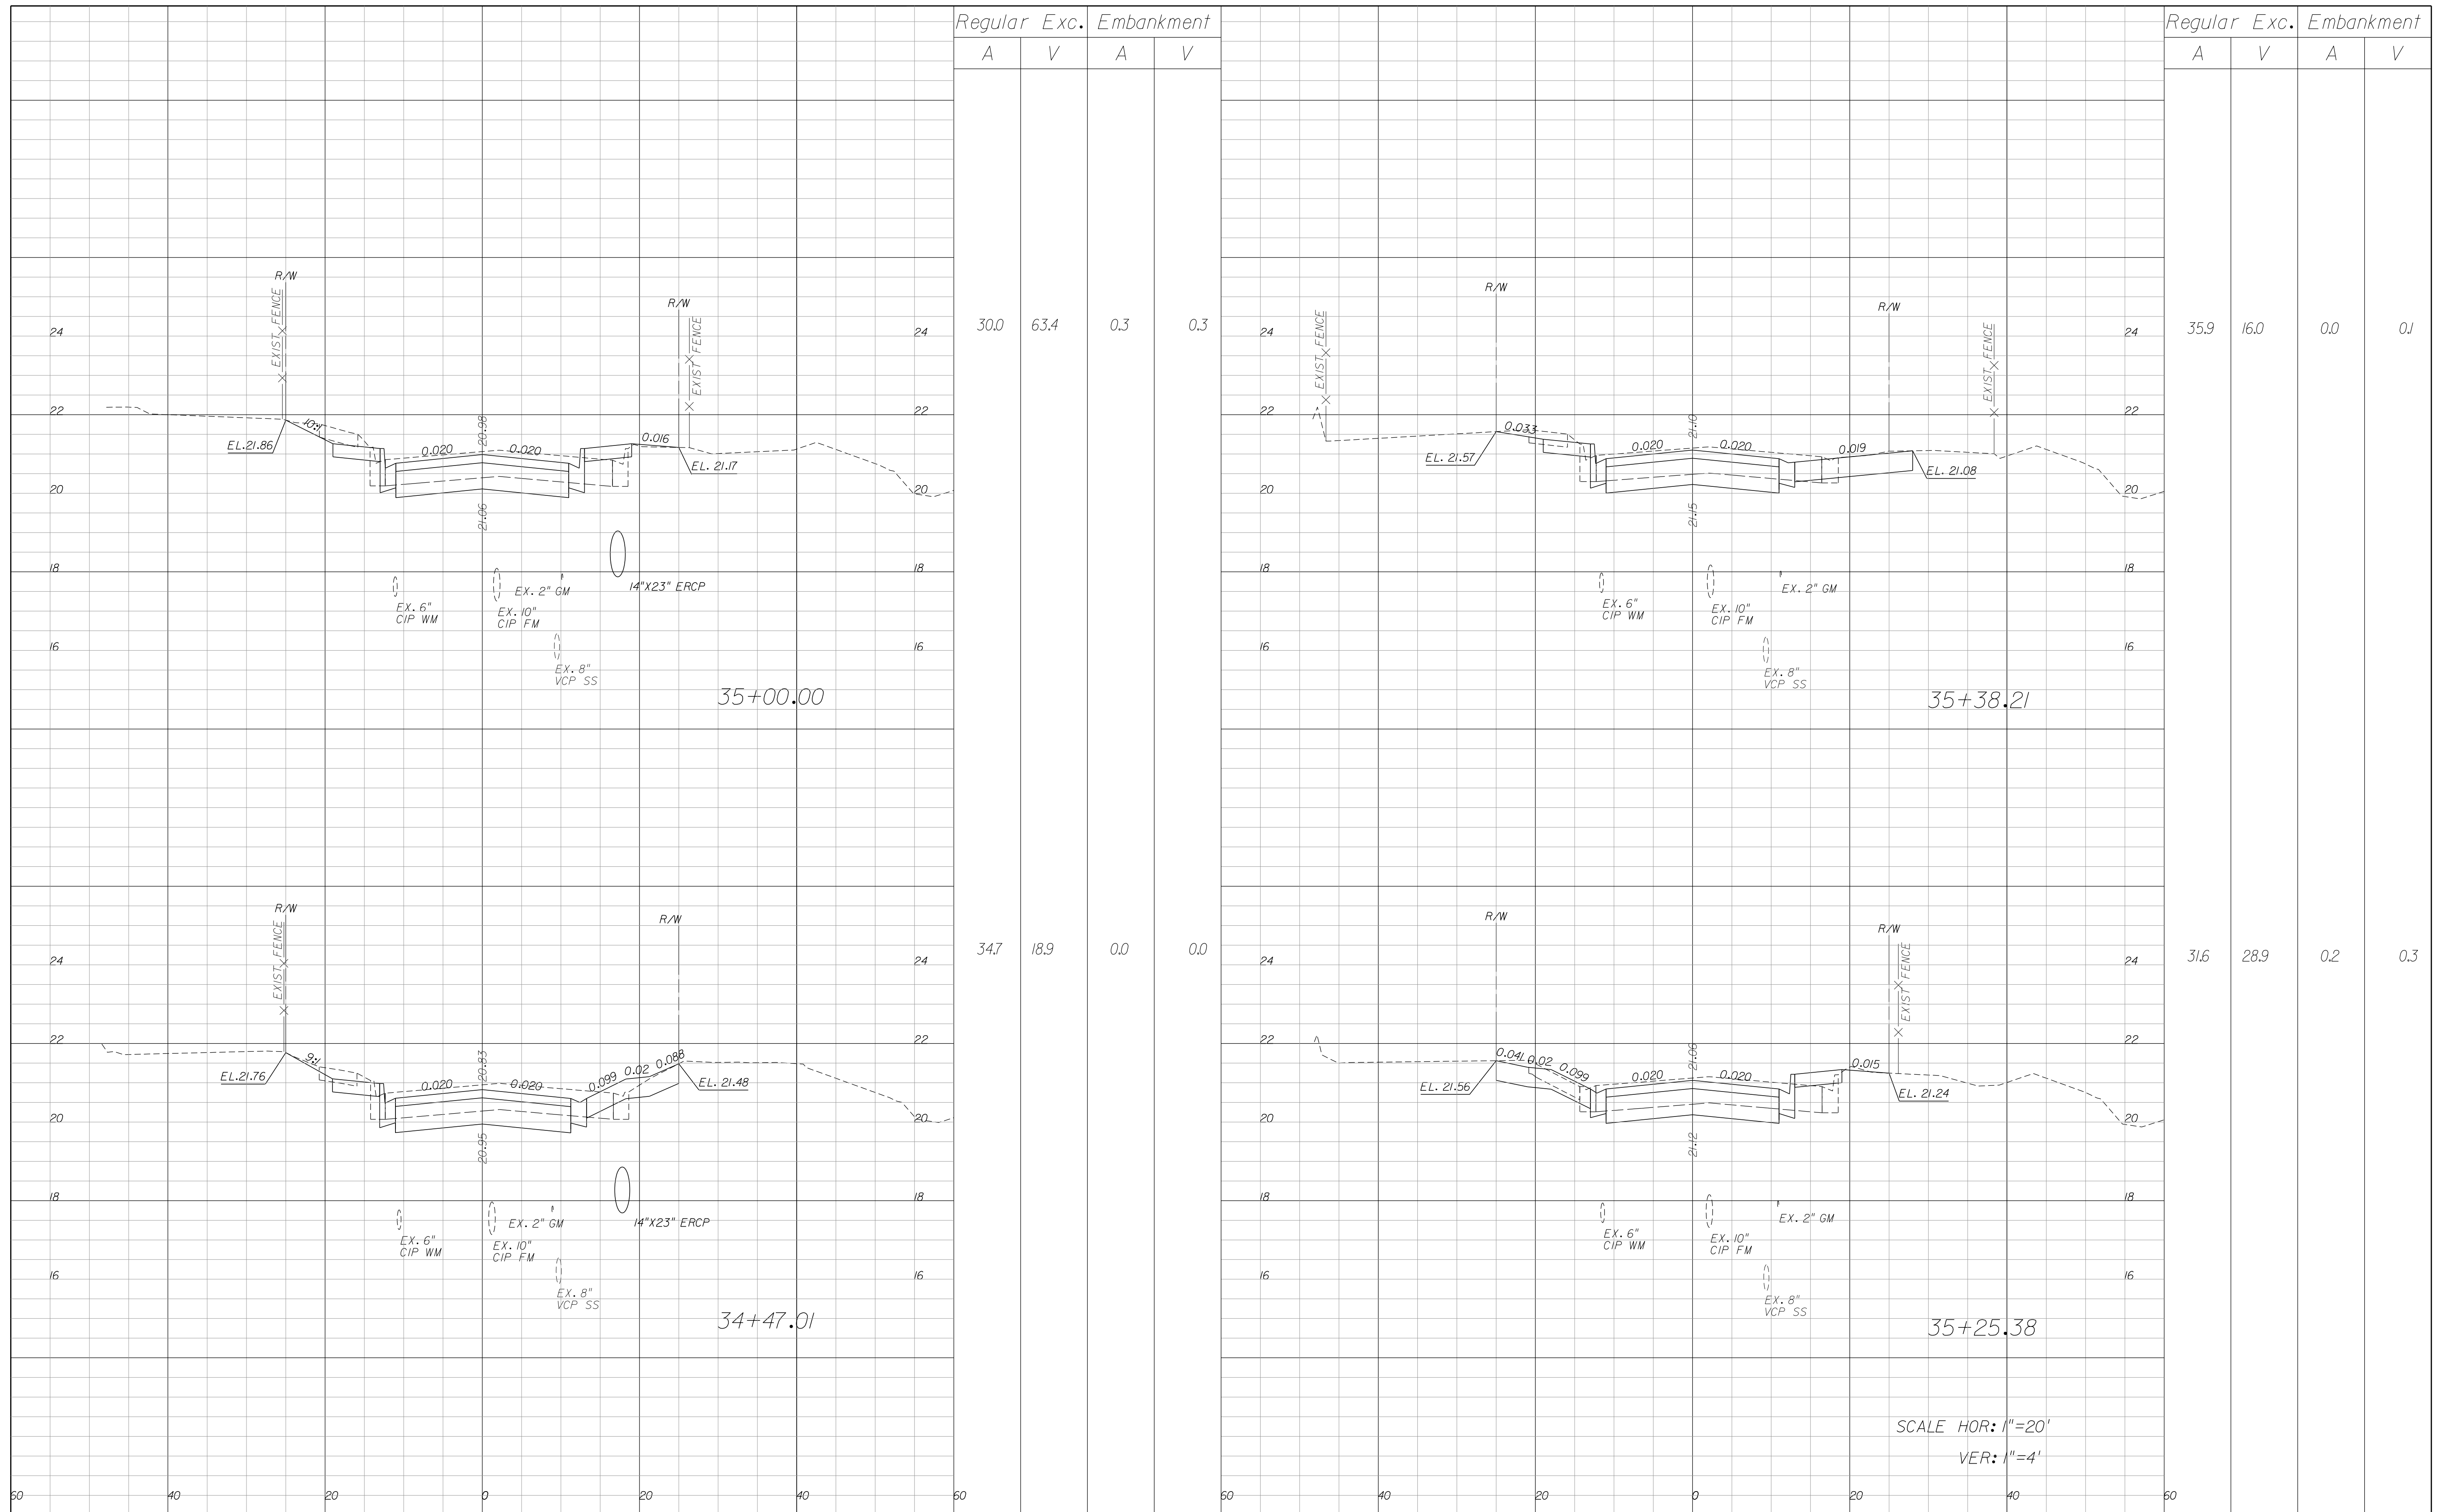 Regular Exc. Embankment
A V A V
R/W
EXIST FENCE
R/W
EXIST FENCE
24 24
30.0 63.4 0.3 0.3
22 22
10:1
EL.21.86
0.020 20.98 0.020
0.016
EL. 21.17
20 20
21.06
18 18
EX. 6"
CIP WM
EX. 2" GM
EX. 10"
CIP FM
14"X23" ERCP
16 16
EX. 8"
VCP SS
35+00.00
R/W
EXIST FENCE
R/W
24 24
34.7 18.9 0.0 0.0
22 22
9:1
EL.21.76
0.020 20.83 0.020
0.099 0.02 0.088
EL. 21.48
20 20
20.95
18 18
EX. 6"
CIP WM
EX. 2" GM
EX. 10"
CIP FM
14"X23" ERCP
16 16
EX. 8"
VCP SS
34+47.01
60 40 20 0 20 40 60
Regular Exc. Embankment
A V A V
R/W
EXIST FENCE
R/W
EXIST FENCE
24 24
35.9 16.0 0.0 0.1
22 22
0.033
EL. 21.57
0.020 21.10 0.020
0.019
EL. 21.08
20 20
21.15
18 18
EX. 6"
CIP WM
EX. 2" GM
EX. 10"
CIP FM
16 16
EX. 8"
VCP SS
35+38.21
R/W
R/W
EXIST FENCE
24 24
31.6 28.9 0.2 0.3
22 22
0.041 0.02 0.099
EL. 21.56
0.020 21.06 0.020
0.015
EL. 21.24
20 20
21.12
18 18
EX. 6"
CIP WM
EX. 2" GM
EX. 10"
CIP FM
16 16
EX. 8"
VCP SS
35+25.38
SCALE HOR: 1"=20'
VER: 1"=4'
60 40 20 0 20 40 60